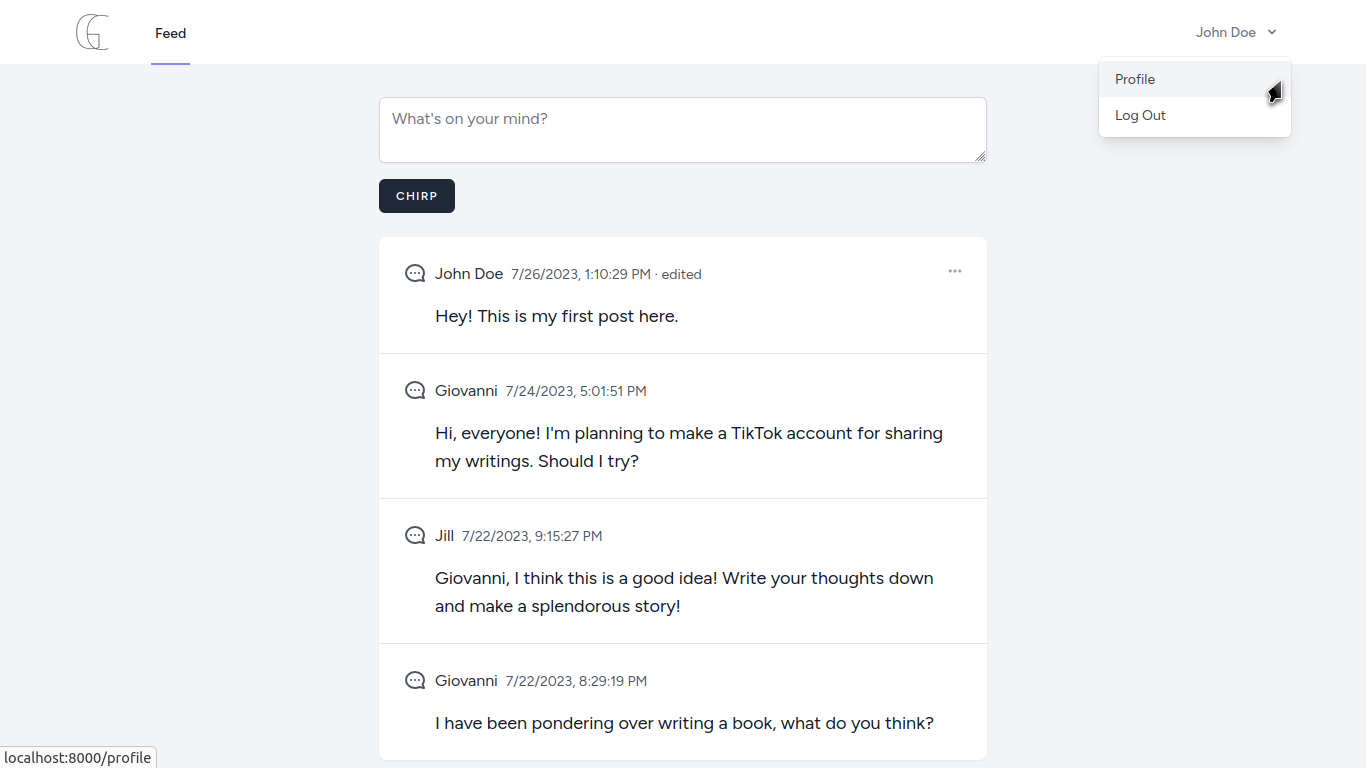 Feed
John Doe
Profile
Log Out
What's on your mind?
CHIRP
John Doe 7/26/2023, 1:10:29 PM · edited
Hey! This is my first post here.
Giovanni 7/24/2023, 5:01:51 PM
Hi, everyone! I'm planning to make a TikTok account for sharing
my writings. Should I try?
Jill 7/22/2023, 9:15:27 PM
Giovanni, I think this is a good idea! Write your thoughts down
and make a splendorous story!
Giovanni 7/22/2023, 8:29:19 PM
I have been pondering over writing a book, what do you think?
localhost:8000/profile